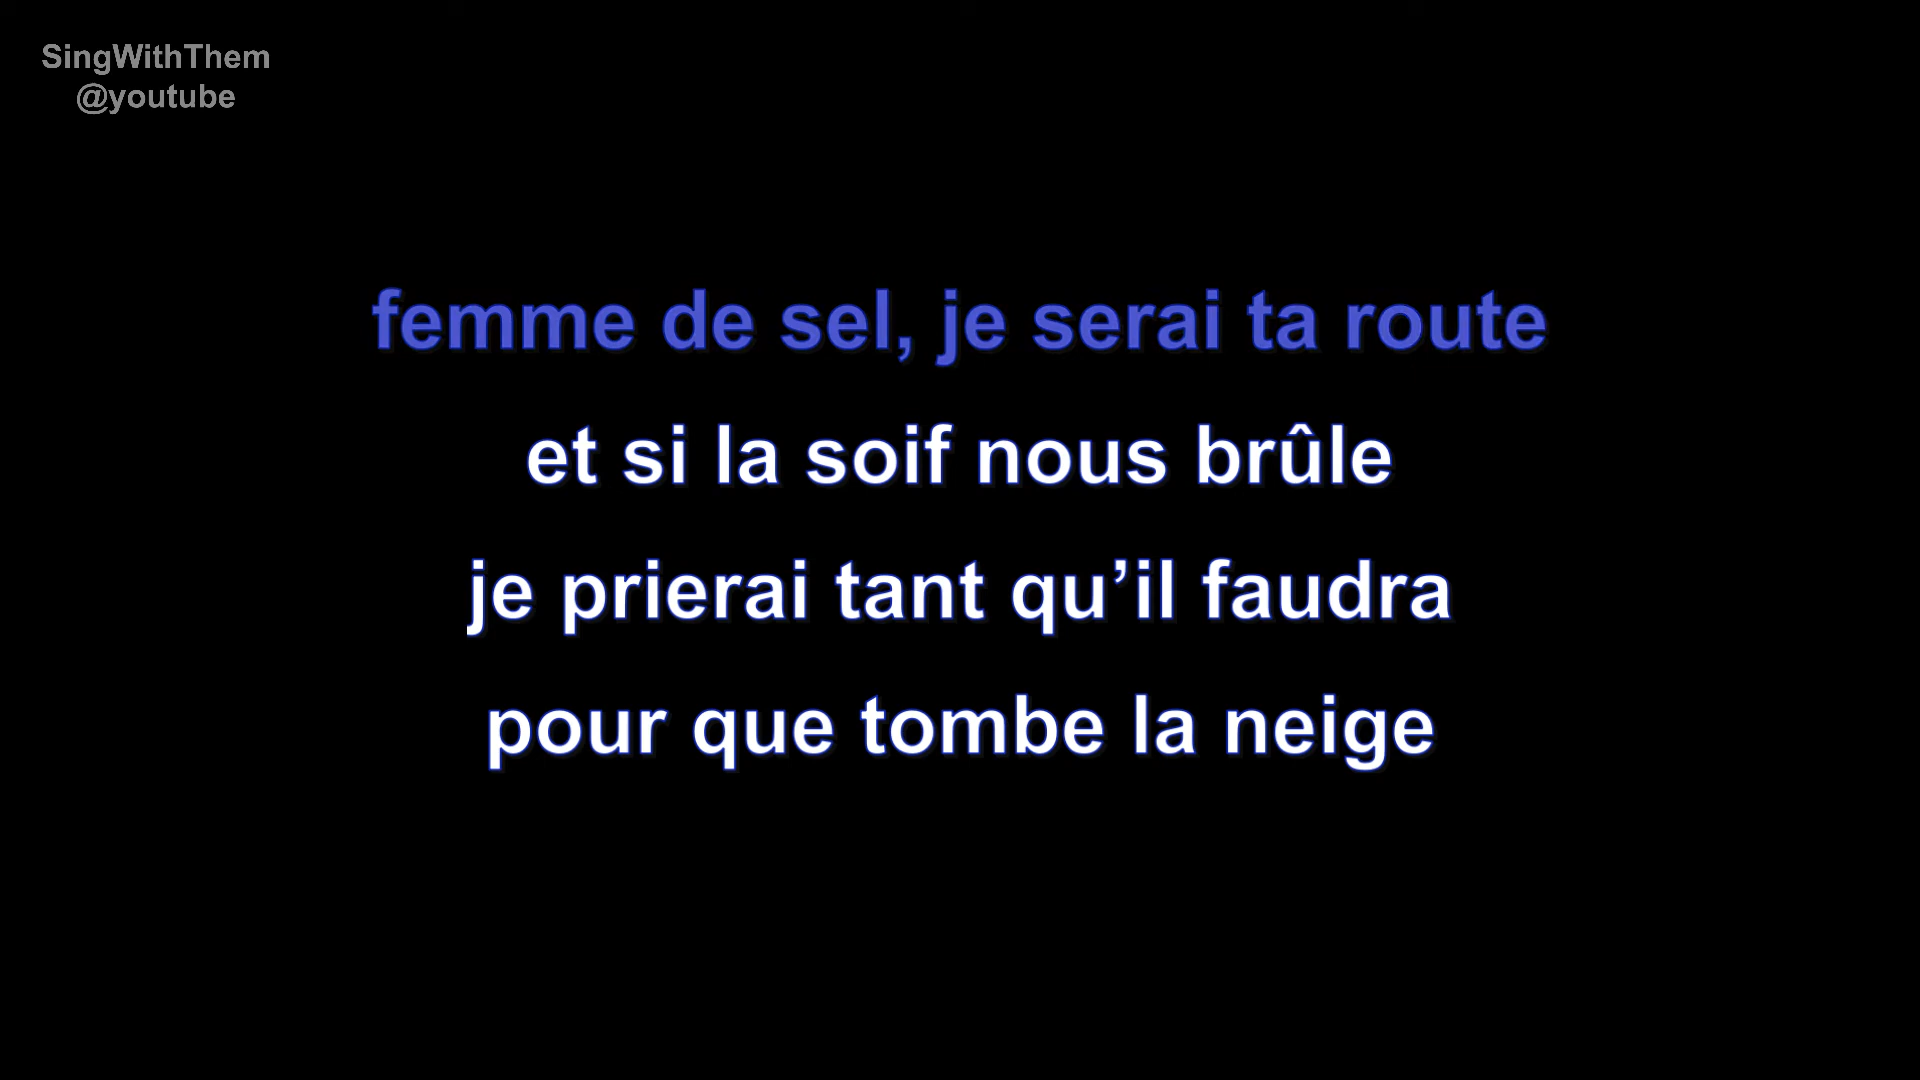 SingWithThem
@youtube
femme de sel, je serai ta route
et si la soif nous brûle
je prierai tant qu’il faudra
pour que tombe la neige